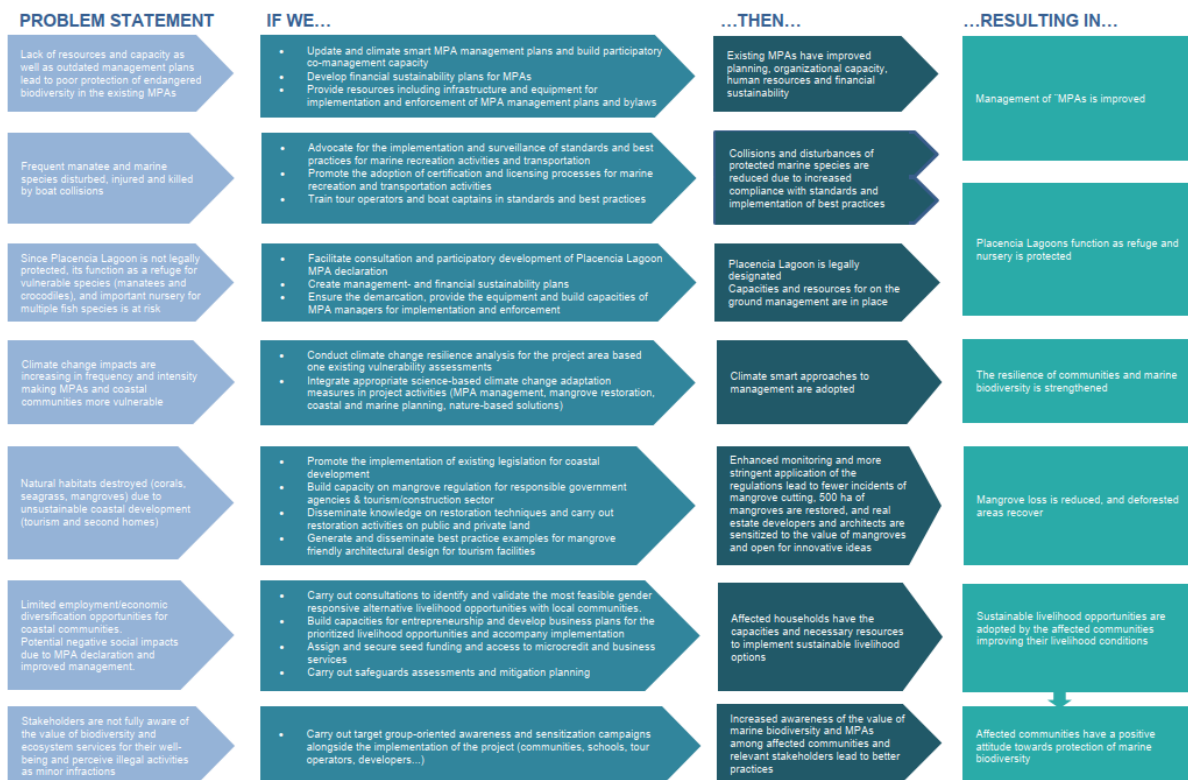 PROBLEM STATEMENT
IF WE...
...THEN...
...RESULTING IN...
Lack of resources and capacity as
well as outdated management plans
lead to poor protection of endangered
biodiversity in the existing MPAs
• Update and climate smart MPA management plans and build participatory
co-management capacity
• Develop financial sustainability plans for MPAs
• Provide resources including infrastructure and equipment for
implementation and enforcement of MPA management plans and bylaws
Existing MPAs have improved
planning, organizational capacity,
human resources and financial
sustainability
Management of ¨MPAs is improved
Frequent manatee and marine
species disturbed, injured and killed
by boat collisions
• Advocate for the implementation and surveillance of standards and best
practices for marine recreation activities and transportation
• Promote the adoption of certification and licensing processes for marine
recreation and transportation activities
• Train tour operators and boat captains in standards and best practices
Collisions and disturbances of
protected marine species are
reduced due to increased
compliance with standards and
implementation of best practices
Placencia Lagoons function as refuge and
nursery is protected
Since Placencia Lagoon is not legally
protected, its function as a refuge for
vulnerable species (manatees and
crocodiles), and important nursery for
multiple fish species is at risk
• Facilitate consultation and participatory development of Placencia Lagoon
MPA declaration
• Create management- and financial sustainability plans
• Ensure the demarcation, provide the equipment and build capacities of
MPA managers for implementation and enforcement
Placencia Lagoon is legally
designated
Capacities and resources for on the
ground management are in place
Climate change impacts are
increasing in frequency and intensity
making MPAs and coastal
communities more vulnerable
• Conduct climate change resilience analysis for the project area based
one existing vulnerability assessments
• Integrate appropriate science-based climate change adaptation
measures in project activities (MPA management, mangrove restoration,
coastal and marine planning, nature-based solutions)
Climate smart approaches to
management are adopted
The resilience of communities and marine
biodiversity is strengthened
Natural habitats destroyed (corals,
seagrass, mangroves) due to
unsustainable coastal development
(tourism and second homes)
• Promote the implementation of existing legislation for coastal
development
• Build capacity on mangrove regulation for responsible government
agencies & tourism/construction sector
• Disseminate knowledge on restoration techniques and carry out
restoration activities on public and private land
• Generate and disseminate best practice examples for mangrove
friendly architectural design for tourism facilities
Enhanced monitoring and more
stringent application of the
regulations lead to fewer incidents of
mangrove cutting, 500 ha of
mangroves are restored, and real
estate developers and architects are
sensitized to the value of mangroves
and open for innovative ideas
Mangrove loss is reduced, and deforested
areas recover
Limited employment/economic
diversification opportunities for
coastal communities.
Potential negative social impacts
due to MPA declaration and
improved management.
• Carry out consultations to identify and validate the most feasible gender
responsive alternative livelihood opportunities with local communities.
• Build capacities for entrepreneurship and develop business plans for the
prioritized livelihood opportunities and accompany implementation
• Assign and secure seed funding and access to microcredit and business
services
• Carry out safeguards assessments and mitigation planning
Affected households have the
capacities and necessary resources
to implement sustainable livelihood
options
Sustainable livelihood opportunities are
adopted by the affected communities
improving their livelihood conditions
Stakeholders are not fully aware of
the value of biodiversity and
ecosystem services for their well-
being and perceive illegal activities
as minor infractions
• Carry out target group-oriented awareness and sensitization campaigns
alongside the implementation of the project (communities, schools, tour
operators, developers...)
Increased awareness of the value of
marine biodiversity and MPAs
among affected communities and
relevant stakeholders lead to better
practices
Affected communities have a positive
attitude towards protection of marine
biodiversity